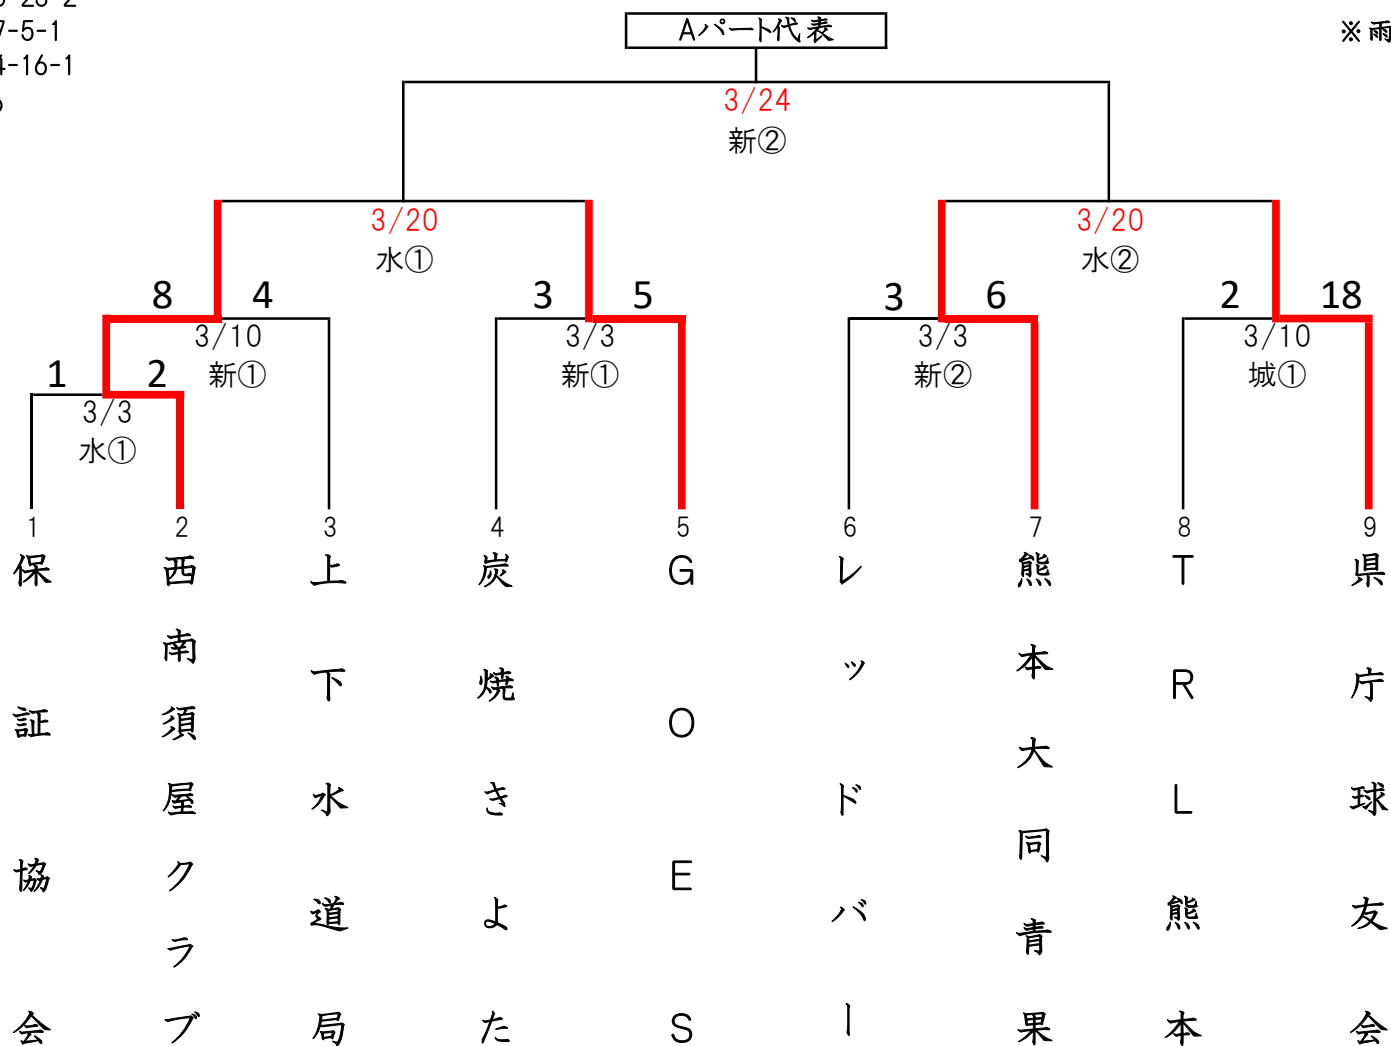 7-5-1
4-16-1
Aパート代表
※雨
3/24
新②
3/20
水①
3/20
水②
8 4
3/10
新①
3 5
3/3
新①
3 6
3/3
新②
2 18
3/10
城①
1 2
3/3
水①
1 2 3 4 5 6 7 8 9
保証協会
西南須屋クラブ
上下水道局
炭焼きよた
GOES
レッドバー
熊本大同青果
TRL熊本
県庁球友会